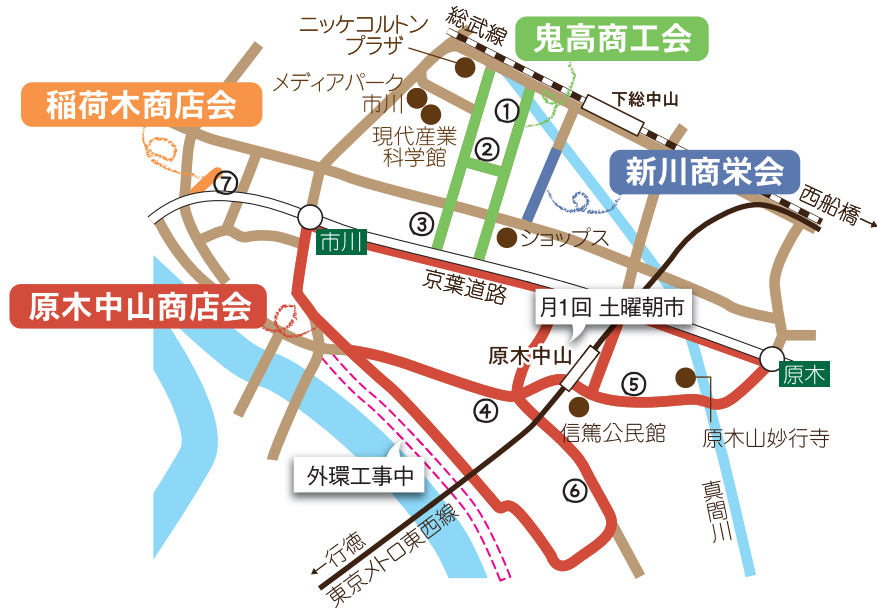 総武線
鬼高商工会
ニッケコルトン
プラザ
下総中山
稲荷木商店会
メディアパーク
市川
①
現代産業
科学館
②
新川商栄会
⑦
西船橋
③
市川
ショップス
京葉道路
原木中山商店会
月1回 土曜朝市
原木中山
原木
⑤
④
信篤公民館
原木山妙行寺
外環工事中
⑥
真間川
←行徳
東京メトロ東西線